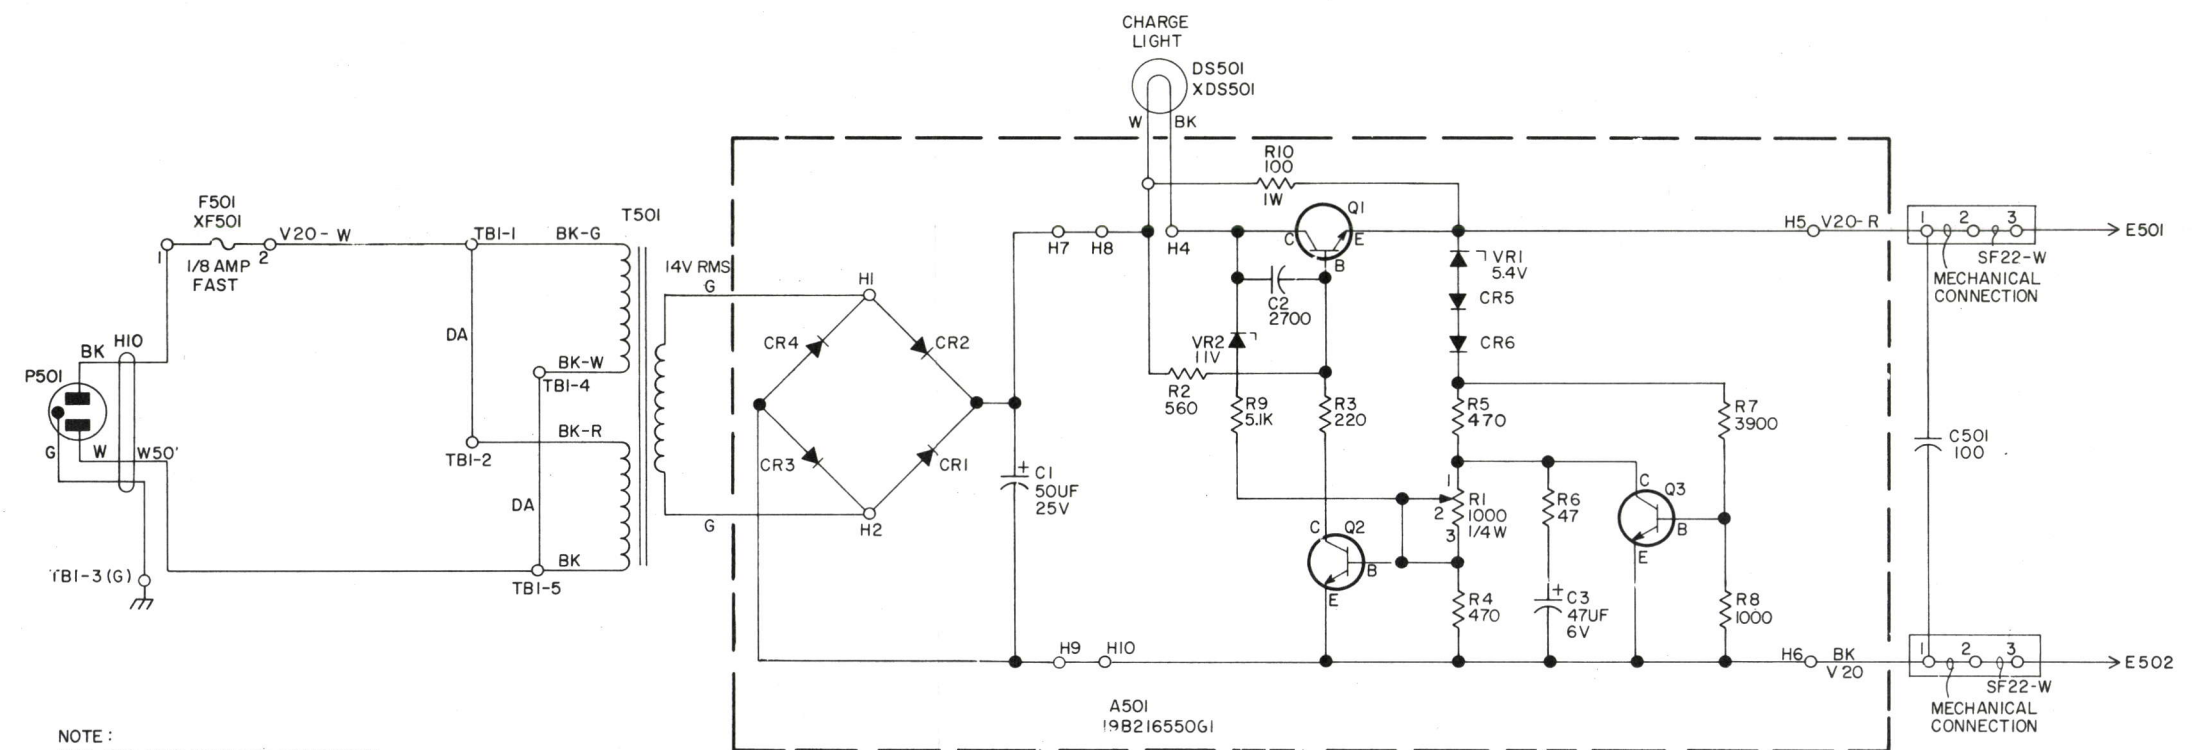 CHARGE
LIGHT
DS501
XDS501
W
BK
R10
100
1W
Q1
C
E
B
F501
XF501
1
2
1/8 AMP
FAST
V20-W
TB1-1
BK-G
T501
14V RMS
G
H1
H7
H8
H4
C2
2700
VR1
5.4V
CR5
CR6
H5
V20-R
1
2
3
SF22-W
MECHANICAL
CONNECTION
E501
P501
BK
H10
G
W
W50'
DA
BK-W
TB1-4
BK-R
TB1-2
DA
CR4
CR2
CR3
CR1
H2
G
C1
+
50UF
25V
VR2
11V
R2
560
R9
5.1K
R3
220
R5
470
R7
3900
C501
100
1
2
3
R1
1000
1/4W
R6
47
C
Q3
B
E
C
Q2
B
E
TB1-3(G)
TB1-5
BK
R4
470
+
C3
47UF
6V
R8
1000
H9
H10
H6
BK
V20
1
2
3
SF22-W
MECHANICAL
CONNECTION
E502
A501
19B216550G1
NOTE: